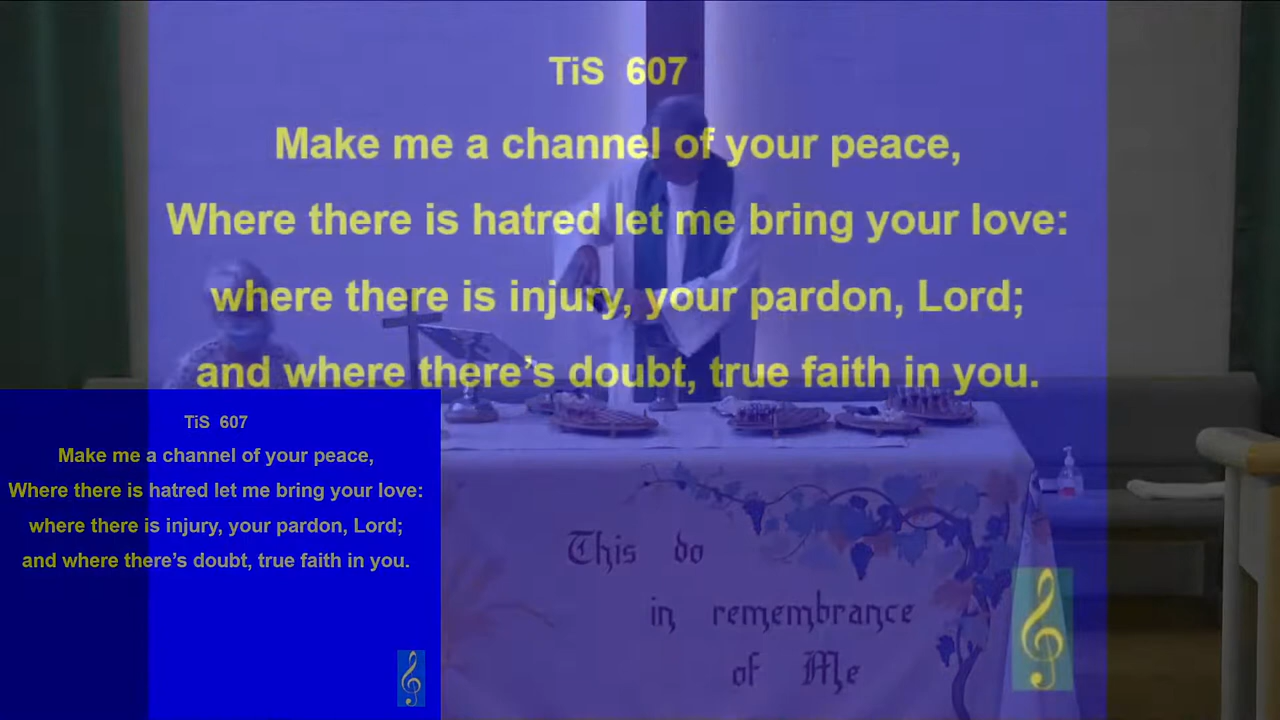 TiS 607
Make me a channel of your peace,
Where there is hatred let me bring your love:
where there is injury, your pardon, Lord;
and where there’s doubt, true faith in you.
TiS 607
Make me a channel of your peace,
Where there is hatred let me bring your love:
where there is injury, your pardon, Lord;
and where there’s doubt, true faith in you.
This do
in remembrance
of Me